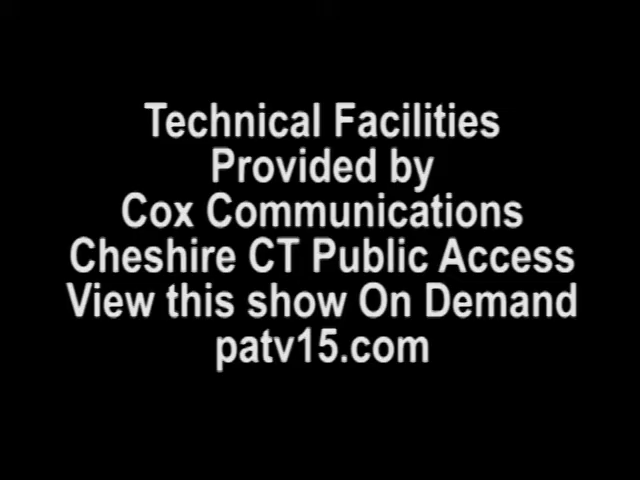 Technical Facilities
Provided by
Cox Communications
Cheshire CT Public Access
View this show On Demand
patv15.com